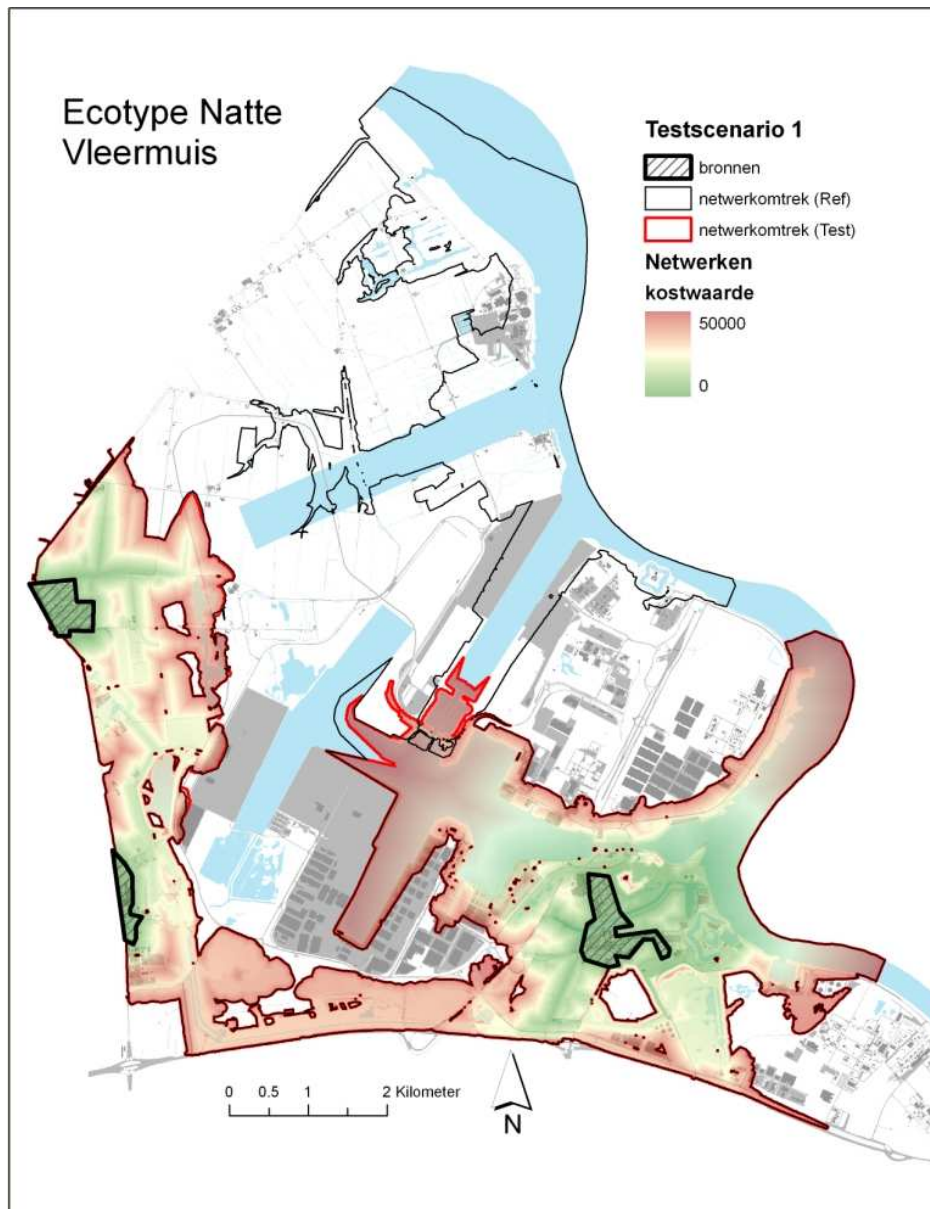 Ecotype Natte
Vleermuis
Testscenario 1
bronnen
netwerkomtrek (Ref)
netwerkomtrek (Test)
Netwerken
kostwaarde
50000
0
0 0.5 1 2 Kilometer
N